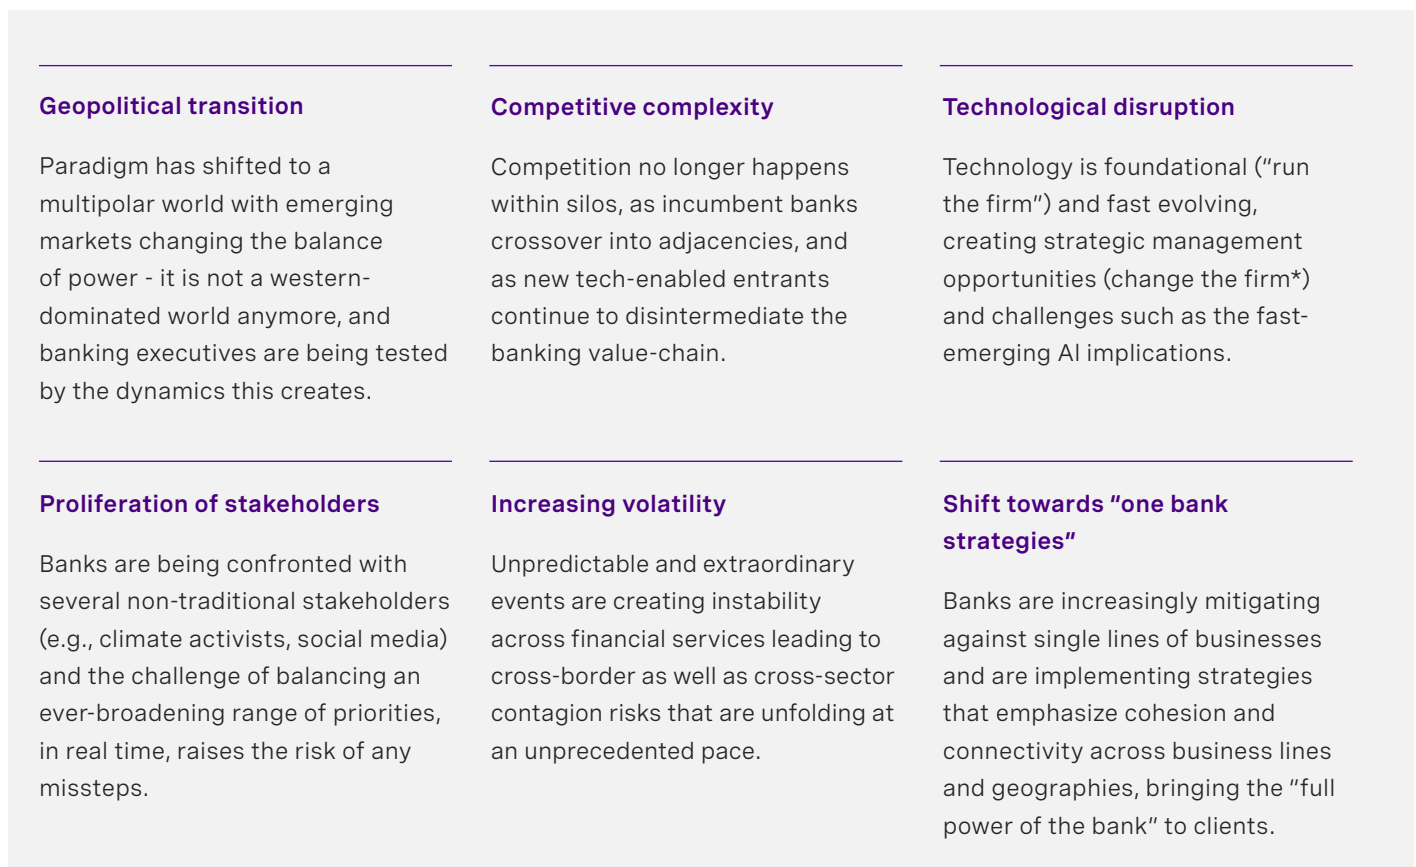 Geopolitical transition
Paradigm has shifted to a
multipolar world with emerging
markets changing the balance
of power - it is not a western-
dominated world anymore, and
banking executives are being tested
by the dynamics this creates.
Competitive complexity
Competition no longer happens
within silos, as incumbent banks
crossover into adjacencies, and
as new tech-enabled entrants
continue to disintermediate the
banking value-chain.
Technological disruption
Technology is foundational (“run
the firm”) and fast evolving,
creating strategic management
opportunities (change the firm*)
and challenges such as the fast-
emerging AI implications.
Proliferation of stakeholders
Banks are being confronted with
several non-traditional stakeholders
(e.g., climate activists, social media)
and the challenge of balancing an
ever-broadening range of priorities,
in real time, raises the risk of any
missteps.
Increasing volatility
Unpredictable and extraordinary
events are creating instability
across financial services leading to
cross-border as well as cross-sector
contagion risks that are unfolding at
an unprecedented pace.
Shift towards “one bank
strategies”
Banks are increasingly mitigating
against single lines of businesses
and are implementing strategies
that emphasize cohesion and
connectivity across business lines
and geographies, bringing the “full
power of the bank” to clients.